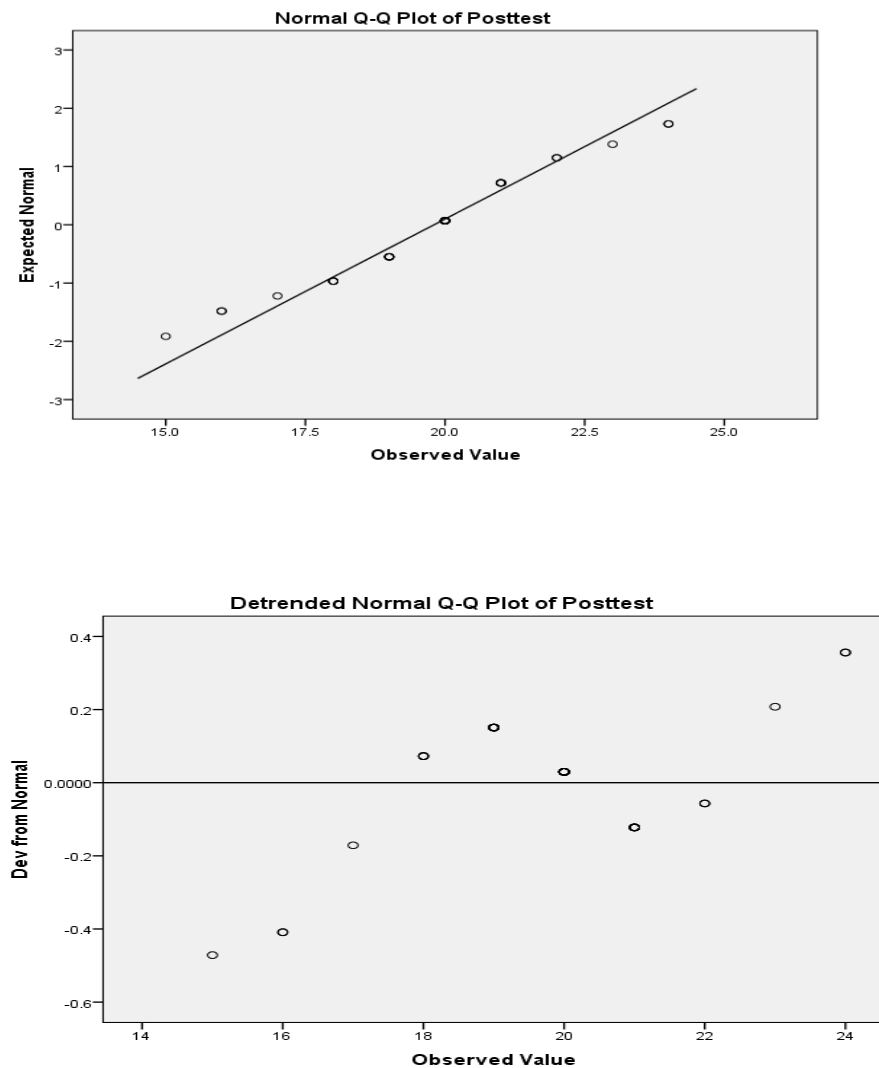 Normal Q-Q Plot of Posttest
3
2
1
0
-1
-2
-3
Expected Normal
15.0 17.5 20.0 22.5 25.0
Observed Value
Detrended Normal Q-Q Plot of Posttest
0.4
0.2
0.0000
-0.2
-0.4
-0.6
Dev from Normal
14 16 18 20 22 24
Observed Value